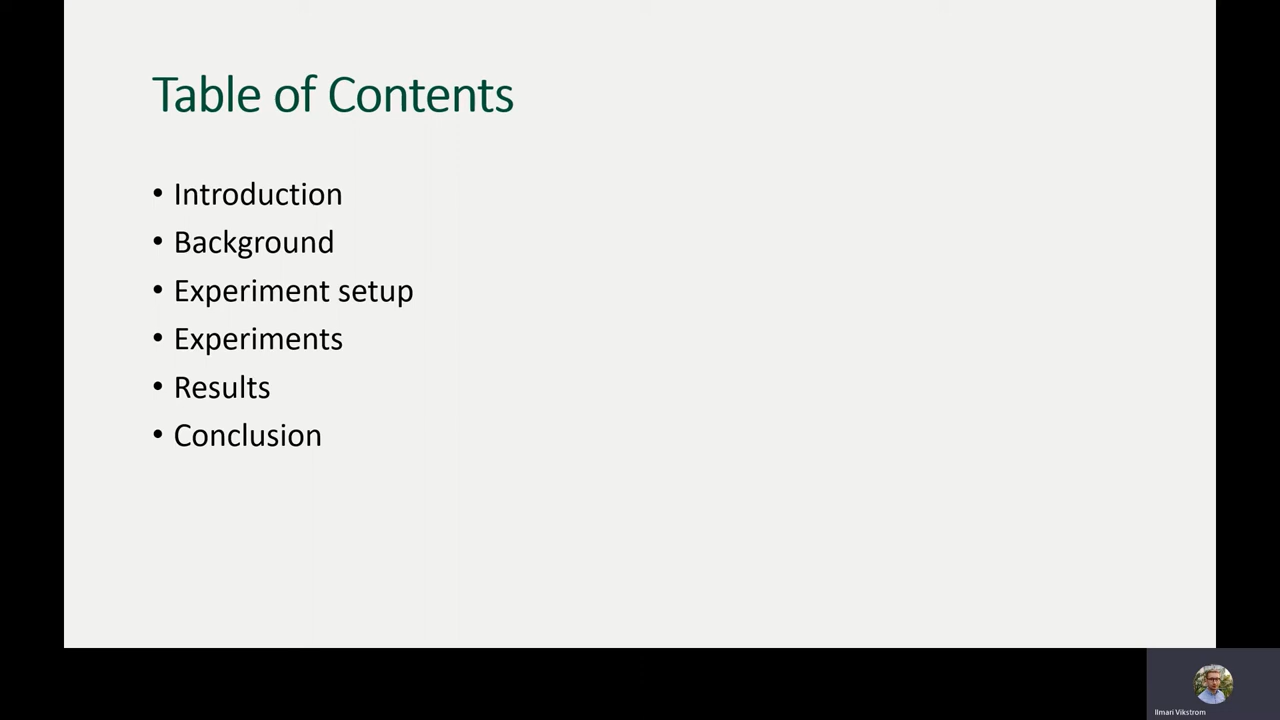 Table of Contents
• Introduction
• Background
• Experiment setup
• Experiments
• Results
• Conclusion
Ilmari Vikstrom